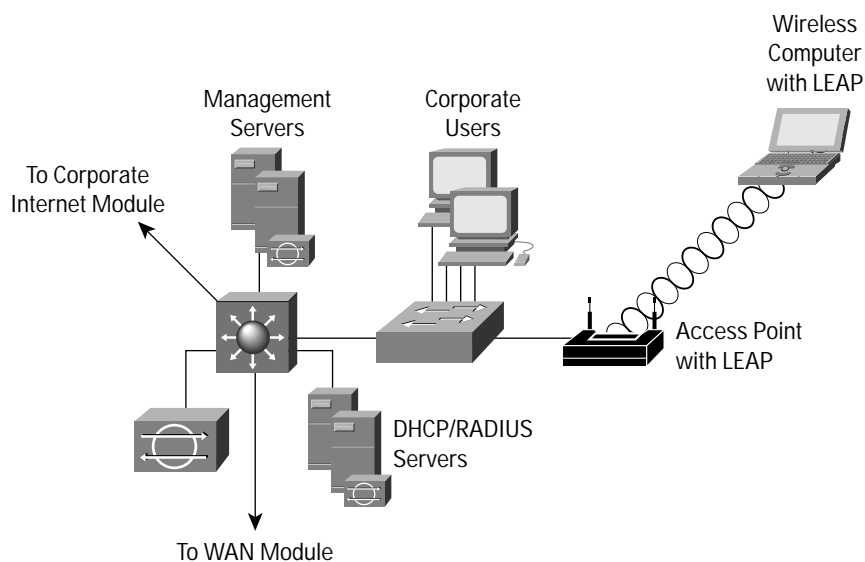 Wireless
Computer
with LEAP
Management
Servers
Corporate
Users
To Corporate
Internet Module
Access Point
with LEAP
DHCP/RADIUS
Servers
To WAN Module